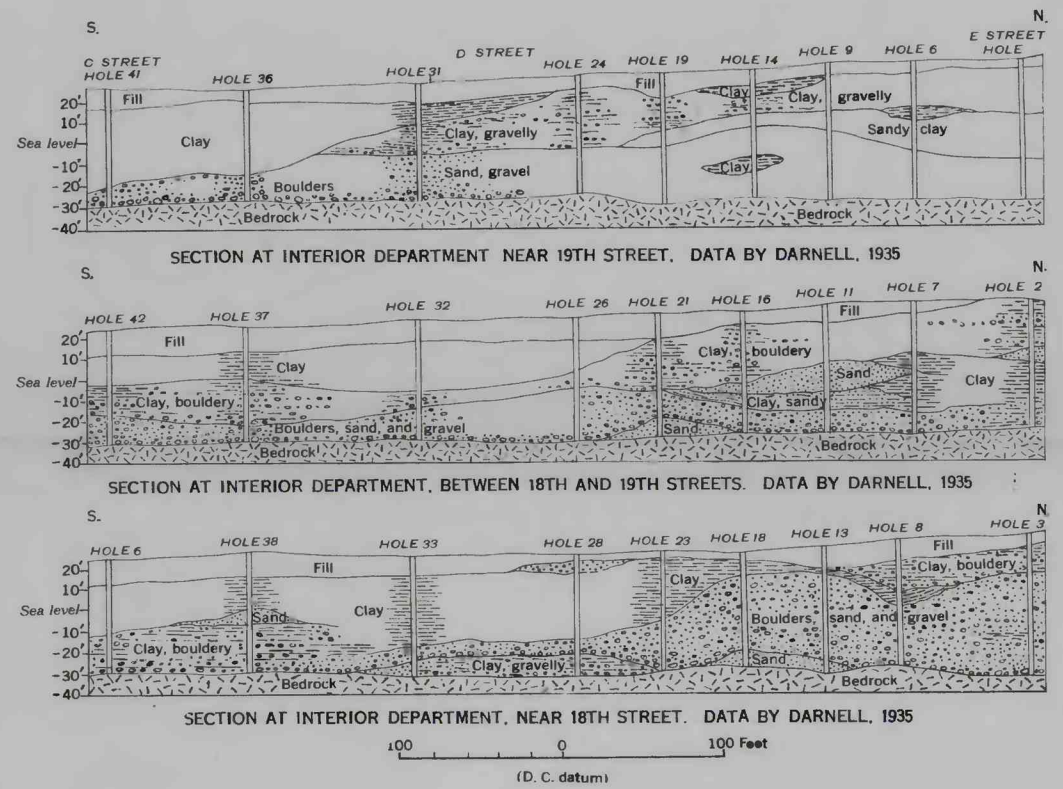 S.
N.
C STREET
HOLE 41
HOLE 36
HOLE 31
D STREET
HOLE 24
HOLE 19
HOLE 14
HOLE 9
HOLE 6
E STREET
HOLE
20'
10'
Sea level
-10'
-20'
-30'
-40'
Fill
Clay
Boulders
Bedrock
Clay, gravelly
Sand, gravel
Fill
Clay
Clay, gravelly
Sandy clay
Clay
Bedrock
SECTION AT INTERIOR DEPARTMENT NEAR 19TH STREET. DATA BY DARNELL, 1935
S.
N.
HOLE 42
HOLE 37
HOLE 32
HOLE 26
HOLE 21
HOLE 16
HOLE 11
HOLE 7
HOLE 2
20'
10'
Sea level
-10'
-20'
-30'
-40'
Fill
Clay
Clay, bouldery
Boulders, sand, and gravel
Bedrock
Fill
Clay, bouldery
Sand
Clay
Clay, sandy
Sand
Bedrock
SECTION AT INTERIOR DEPARTMENT, BETWEEN 18TH AND 19TH STREETS. DATA BY DARNELL, 1935
S.
N
HOLE 6
HOLE 38
HOLE 33
HOLE 28
HOLE 23
HOLE 18
HOLE 13
HOLE 8
HOLE 3
20'
10'
Sea level
-10'
-20'
-30'
-40'
Fill
Clay
Sand
Clay, bouldery
Clay, gravelly
Bedrock
Fill
Clay, bouldery
Clay
Boulders, sand, and gravel
Sand
Bedrock
SECTION AT INTERIOR DEPARTMENT, NEAR 18TH STREET. DATA BY DARNELL, 1935
100 0 100 Feet
(D. C. datum)